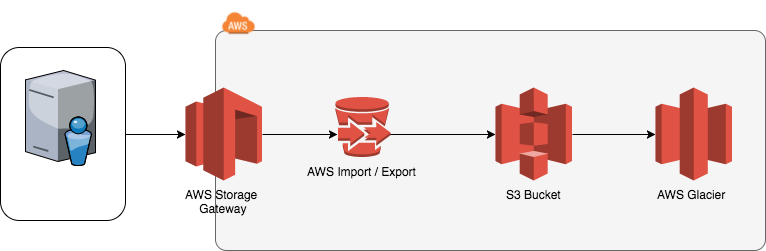 AWS
AWS Storage
Gateway
AWS Import / Export
S3 Bucket
AWS Glacier